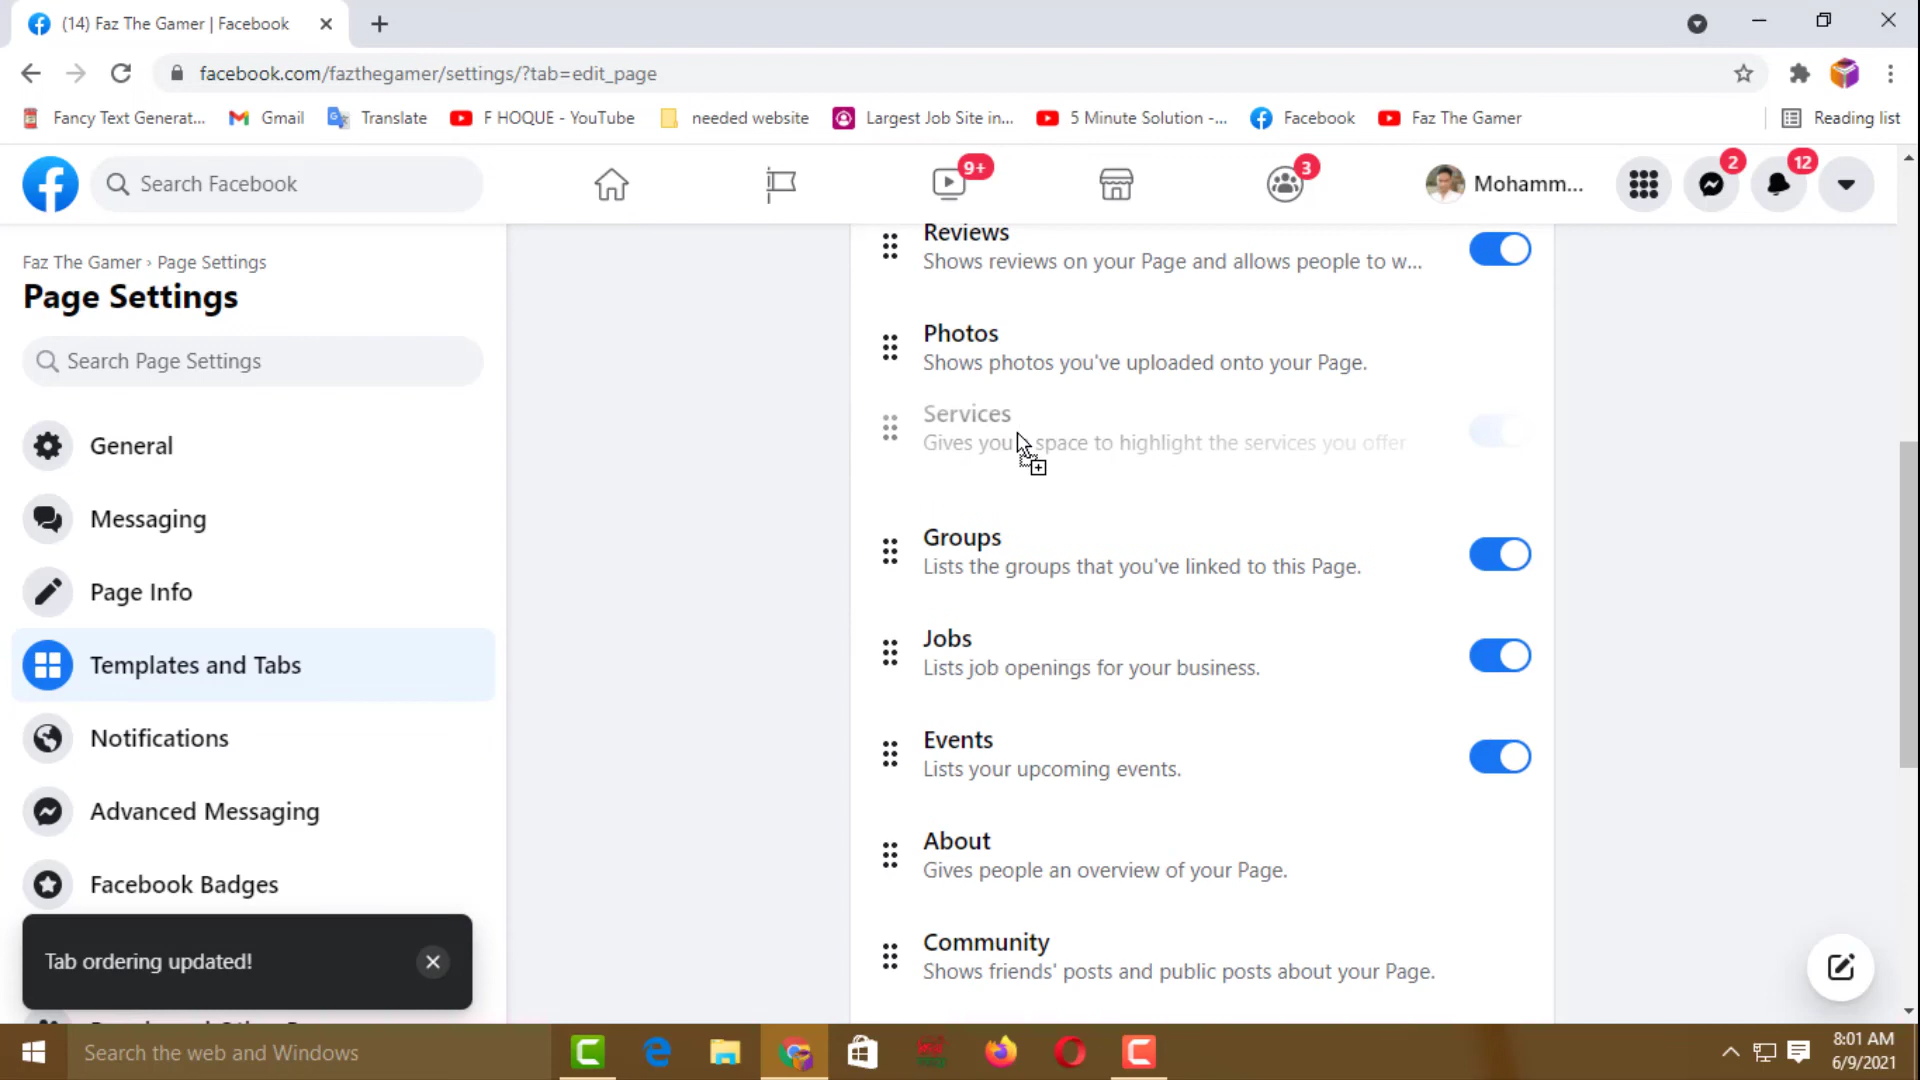 (14) Faz The Gamer | Facebook
facebook.com/fazthegamer/settings/?tab=edit_page
Fancy Text Generat... Gmail Translate F HOQUE - YouTube needed website Largest Job Site in... 5 Minute Solution -... Facebook Faz The Gamer Reading list
Search Facebook 9+ 3 Mohamm... 2 12
Faz The Gamer › Page Settings
Page Settings
Search Page Settings
General
Messaging
Page Info
Templates and Tabs
Notifications
Advanced Messaging
Facebook Badges
Tab ordering updated!
Reviews
Shows reviews on your Page and allows people to w...
Photos
Shows photos you've uploaded onto your Page.
Services
Gives you space to highlight the services you offer
Groups
Lists the groups that you've linked to this Page.
Jobs
Lists job openings for your business.
Events
Lists your upcoming events.
About
Gives people an overview of your Page.
Community
Shows friends' posts and public posts about your Page.
Search the web and Windows
8:01 AM
6/9/2021